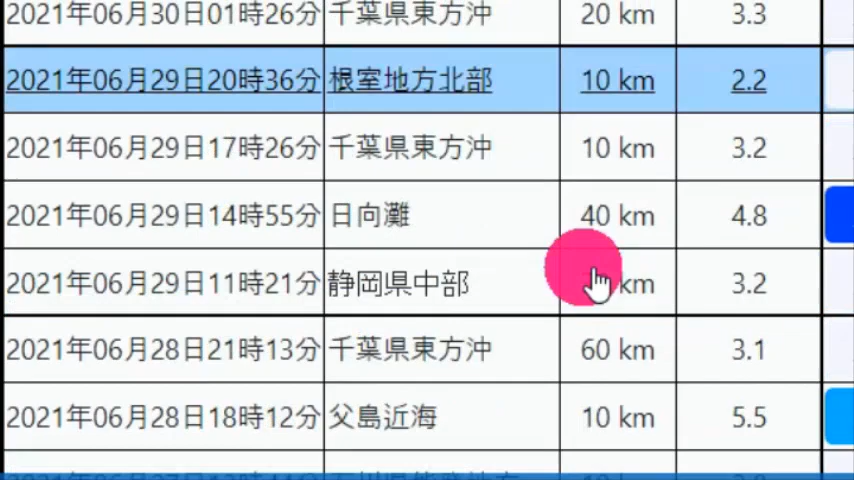 2021年06月30日01時26分 千葉県東方沖 20 km 3.3
2021年06月29日20時36分 根室地方北部 10 km 2.2
2021年06月29日17時26分 千葉県東方沖 10 km 3.2
2021年06月29日14時55分 日向灘 40 km 4.8
2021年06月29日11時21分 静岡県中部 km 3.2
2021年06月28日21時13分 千葉県東方沖 60 km 3.1
2021年06月28日18時12分 父島近海 10 km 5.5